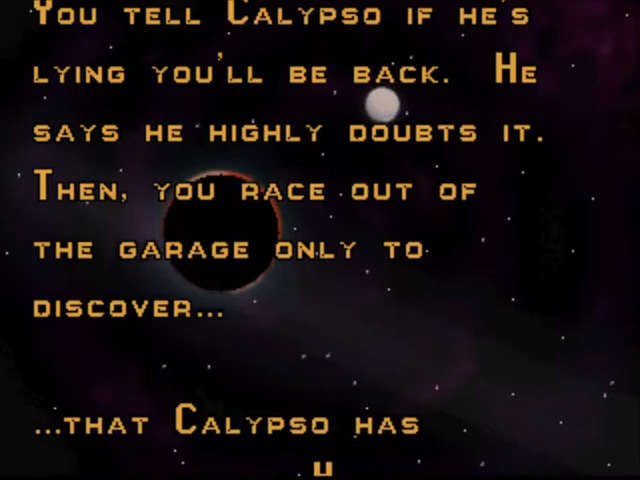 You tell Calypso if he's
lying you'll be back. He
says he highly doubts it.
Then, you race out of
the garage only to
discover...
...that Calypso has